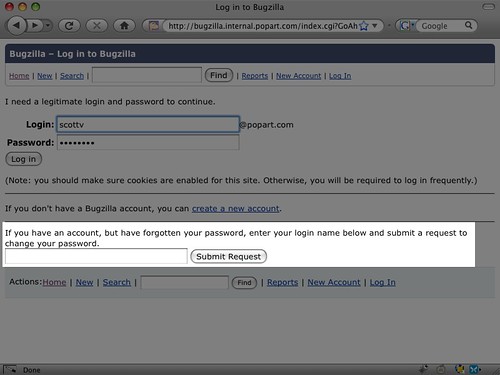 Log in to Bugzilla
http://bugzilla.internal.popart.com/index.cgi?GoAh
Google
Bugzilla – Log in to Bugzilla
Home | New | Search | Find | Reports | New Account | Log In
I need a legitimate login and password to continue.
Login: scottv @popart.com
Password: ••••••••
Log in
(Note: you should make sure cookies are enabled for this site. Otherwise, you will be required to log in frequently.)
If you don't have a Bugzilla account, you can create a new account.
If you have an account, but have forgotten your password, enter your login name below and submit a request to
change your password.
Submit Request
Actions: Home | New | Search | Find | Reports | New Account | Log In
Done